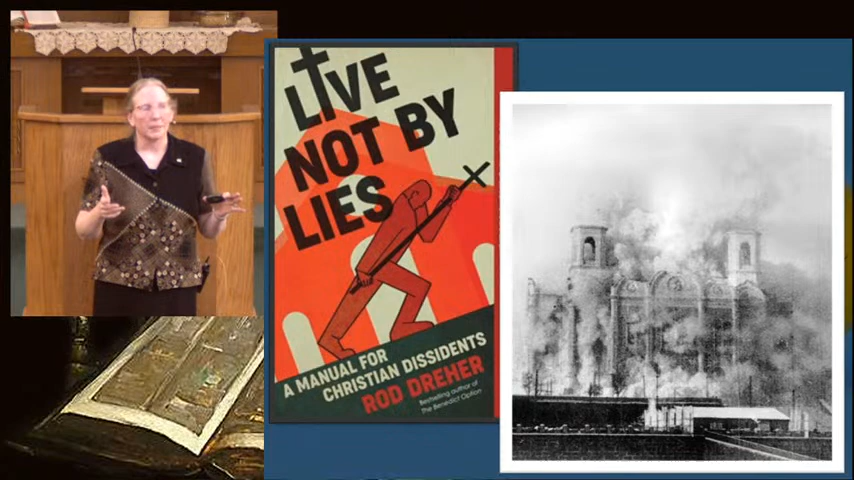 LIVE
NOT BY
LIES
A MANUAL FOR
CHRISTIAN DISSIDENTS
ROD DREHER
Bestselling author of
The Benedict Option